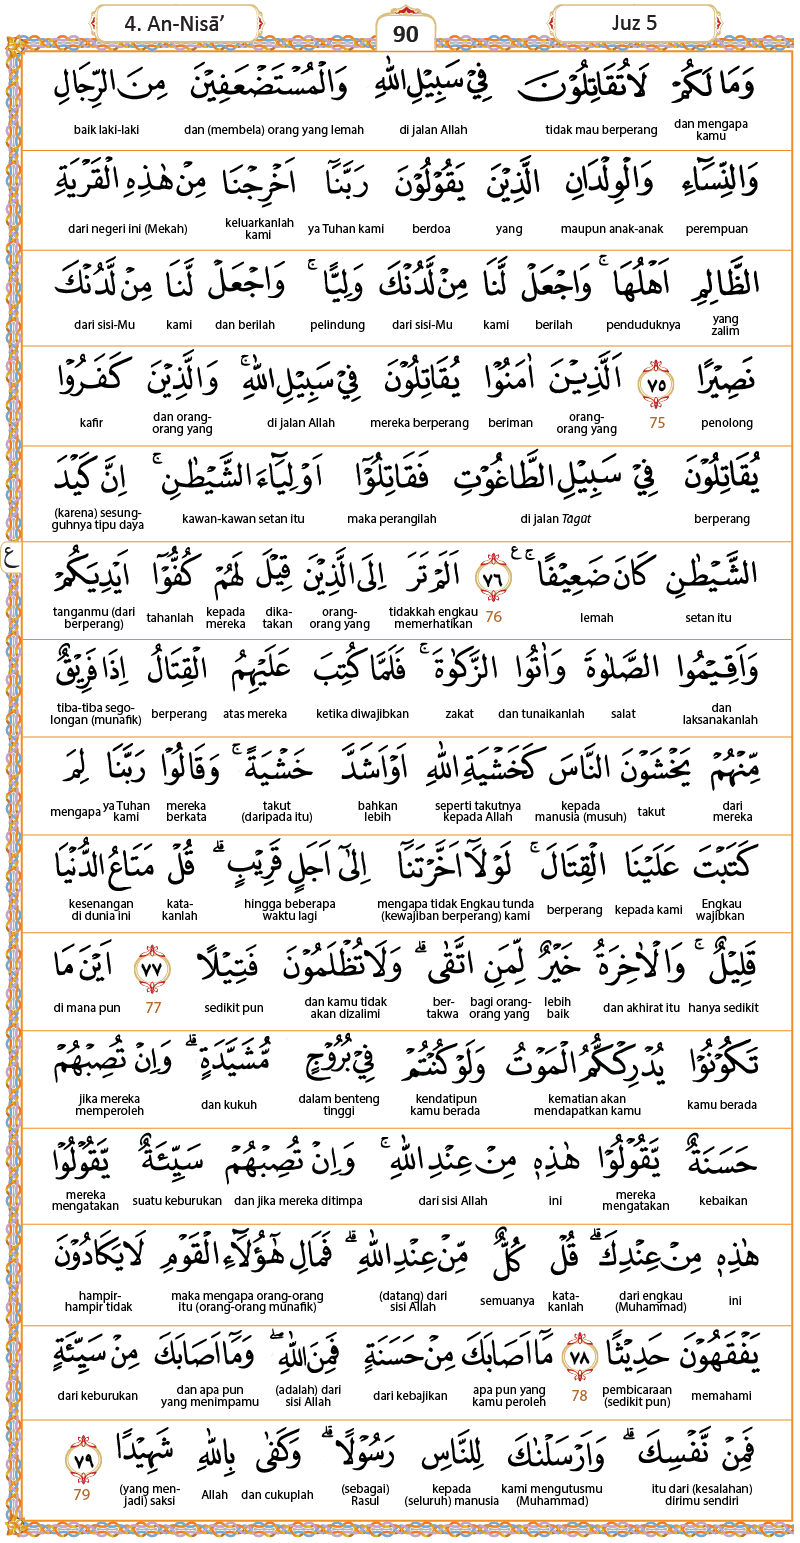 4. An-Nisā’ 90 Juz 5
وَمَا لَكُمْ لَا تُقَاتِلُوْنَ فِيْ سَبِيْلِ اللّٰهِ وَالْمُسْتَضْعَفِيْنَ مِنَ الرِّجَالِ
dan mengapa kamu tidak mau berperang di jalan Allah dan (membela) orang yang lemah baik laki-laki
وَالنِّسَاۤءِ وَالْوِلْدَانِ الَّذِيْنَ يَقُوْلُوْنَ رَبَّنَآ اَخْرِجْنَا مِنْ هٰذِهِ الْقَرْيَةِ
perempuan maupun anak-anak yang berdoa ya Tuhan kami keluarkanlah kami dari negeri ini (Mekah)
الظَّالِمِ اَهْلُهَاۚ وَاجْعَلْ لَّنَا مِنْ لَّدُنْكَ وَلِيًّاۚ وَاجْعَلْ لَّنَا مِنْ لَّدُنْكَ
yang zalim penduduknya berilah kami dari sisi-Mu pelindung dan berilah kami dari sisi-Mu
نَصِيْرًا ٧٥ اَلَّذِيْنَ اٰمَنُوْا يُقَاتِلُوْنَ فِيْ سَبِيْلِ اللّٰهِۚ وَالَّذِيْنَ كَفَرُوْا
penolong 75 orang-orang yang beriman mereka berperang di jalan Allah dan orang-orang yang kafir
يُقَاتِلُوْنَ فِيْ سَبِيْلِ الطَّاغُوْتِ فَقَاتِلُوْٓا اَوْلِيَاۤءَ الشَّيْطٰنِۚ اِنَّ كَيْدَ
berperang di jalan Ṭāgūt maka perangilah kawan-kawan setan itu (karena) sesung-guhnya tipu daya
الشَّيْطٰنِ كَانَ ضَعِيْفًاۚ ࣖ ٧٦ اَلَمْ تَرَ اِلَى الَّذِيْنَ قِيْلَ لَهُمْ كُفُّوْٓا اَيْدِيَكُمْ ع
setan itu lemah 76 tidakkah engkau memerhatikan orang-orang yang dika-takan kepada mereka tahanlah tanganmu (dari berperang)
وَاَقِيْمُوا الصَّلٰوةَ وَاٰتُوا الزَّكٰوةَۚ فَلَمَّا كُتِبَ عَلَيْهِمُ الْقِتَالُ اِذَا فَرِيْقٌ
dan laksanakanlah salat dan tunaikanlah zakat ketika diwajibkan atas mereka berperang tiba-tiba sego-longan (munafik)
مِّنْهُمْ يَخْشَوْنَ النَّاسَ كَخَشْيَةِ اللّٰهِ اَوْ اَشَدَّ خَشْيَةًۚ وَقَالُوْا رَبَّنَا لِمَ
dari mereka takut kepada manusia (musuh) seperti takutnya kepada Allah bahkan lebih takut (daripada itu) mereka berkata ya Tuhan kami mengapa
كَتَبْتَ عَلَيْنَا الْقِتَالَۚ لَوْلَآ اَخَّرْتَنَآ اِلٰٓى اَجَلٍ قَرِيْبٍۗ قُلْ مَتَاعُ الدُّنْيَا
Engkau wajibkan kepada kami berperang mengapa tidak Engkau tunda (kewajiban berperang) kami hingga beberapa waktu lagi kata-kanlah kesenangan di dunia ini
قَلِيْلٌۚ وَالْاٰخِرَةُ خَيْرٌ لِّمَنِ اتَّقٰىۗ وَلَا تُظْلَمُوْنَ فَتِيْلًا ٧٧ اَيْنَ مَا
hanya sedikit dan akhirat itu lebih baik bagi orang-orang yang ber-takwa dan kamu tidak akan dizalimi sedikit pun 77 di mana pun
تَكُوْنُوْا يُدْرِكْكُّمُ الْمَوْتُ وَلَوْ كُنْتُمْ فِيْ بُرُوْجٍ مُّشَيَّدَةٍۗ وَاِنْ تُصِبْهُمْ
kamu berada kematian akan mendapatkan kamu kendatipun kamu berada dalam benteng tinggi dan kukuh jika mereka memperoleh
حَسَنَةٌ يَّقُوْلُوْا هٰذِهٖ مِنْ عِنْدِ اللّٰهِۚ وَاِنْ تُصِبْهُمْ سَيِّئَةٌ يَّقُوْلُوْا
kebaikan mereka mengatakan ini dari sisi Allah dan jika mereka ditimpa suatu keburukan mereka mengatakan
هٰذِهٖ مِنْ عِنْدِكَۗ قُلْ كُلٌّ مِّنْ عِنْدِ اللّٰهِۗ فَمَالِ هٰٓؤُلَاۤءِ الْقَوْمِ لَا يَكَادُوْنَ
ini dari engkau (Muhammad) kata-kanlah semuanya (datang) dari sisi Allah maka mengapa orang-orang itu (orang-orang munafik) hampir-hampir tidak
يَفْقَهُوْنَ حَدِيْثًا ٧٨ مَآ اَصَابَكَ مِنْ حَسَنَةٍ فَمِنَ اللّٰهِۖ وَمَآ اَصَابَكَ مِنْ سَيِّئَةٍ
memahami pembicaraan (sedikit pun) 78 apa pun yang kamu peroleh dari kebajikan (adalah) dari sisi Allah dan apa pun yang menimpamu dari keburukan
فَمِنْ نَّفْسِكَۗ وَاَرْسَلْنٰكَ لِلنَّاسِ رَسُوْلًاۗ وَكَفٰى بِاللّٰهِ شَهِيْدًا ٧٩
itu dari (kesalahan) dirimu sendiri kami mengutusmu (Muhammad) kepada (seluruh) manusia (sebagai) Rasul dan cukuplah Allah (yang men-jadi) saksi 79